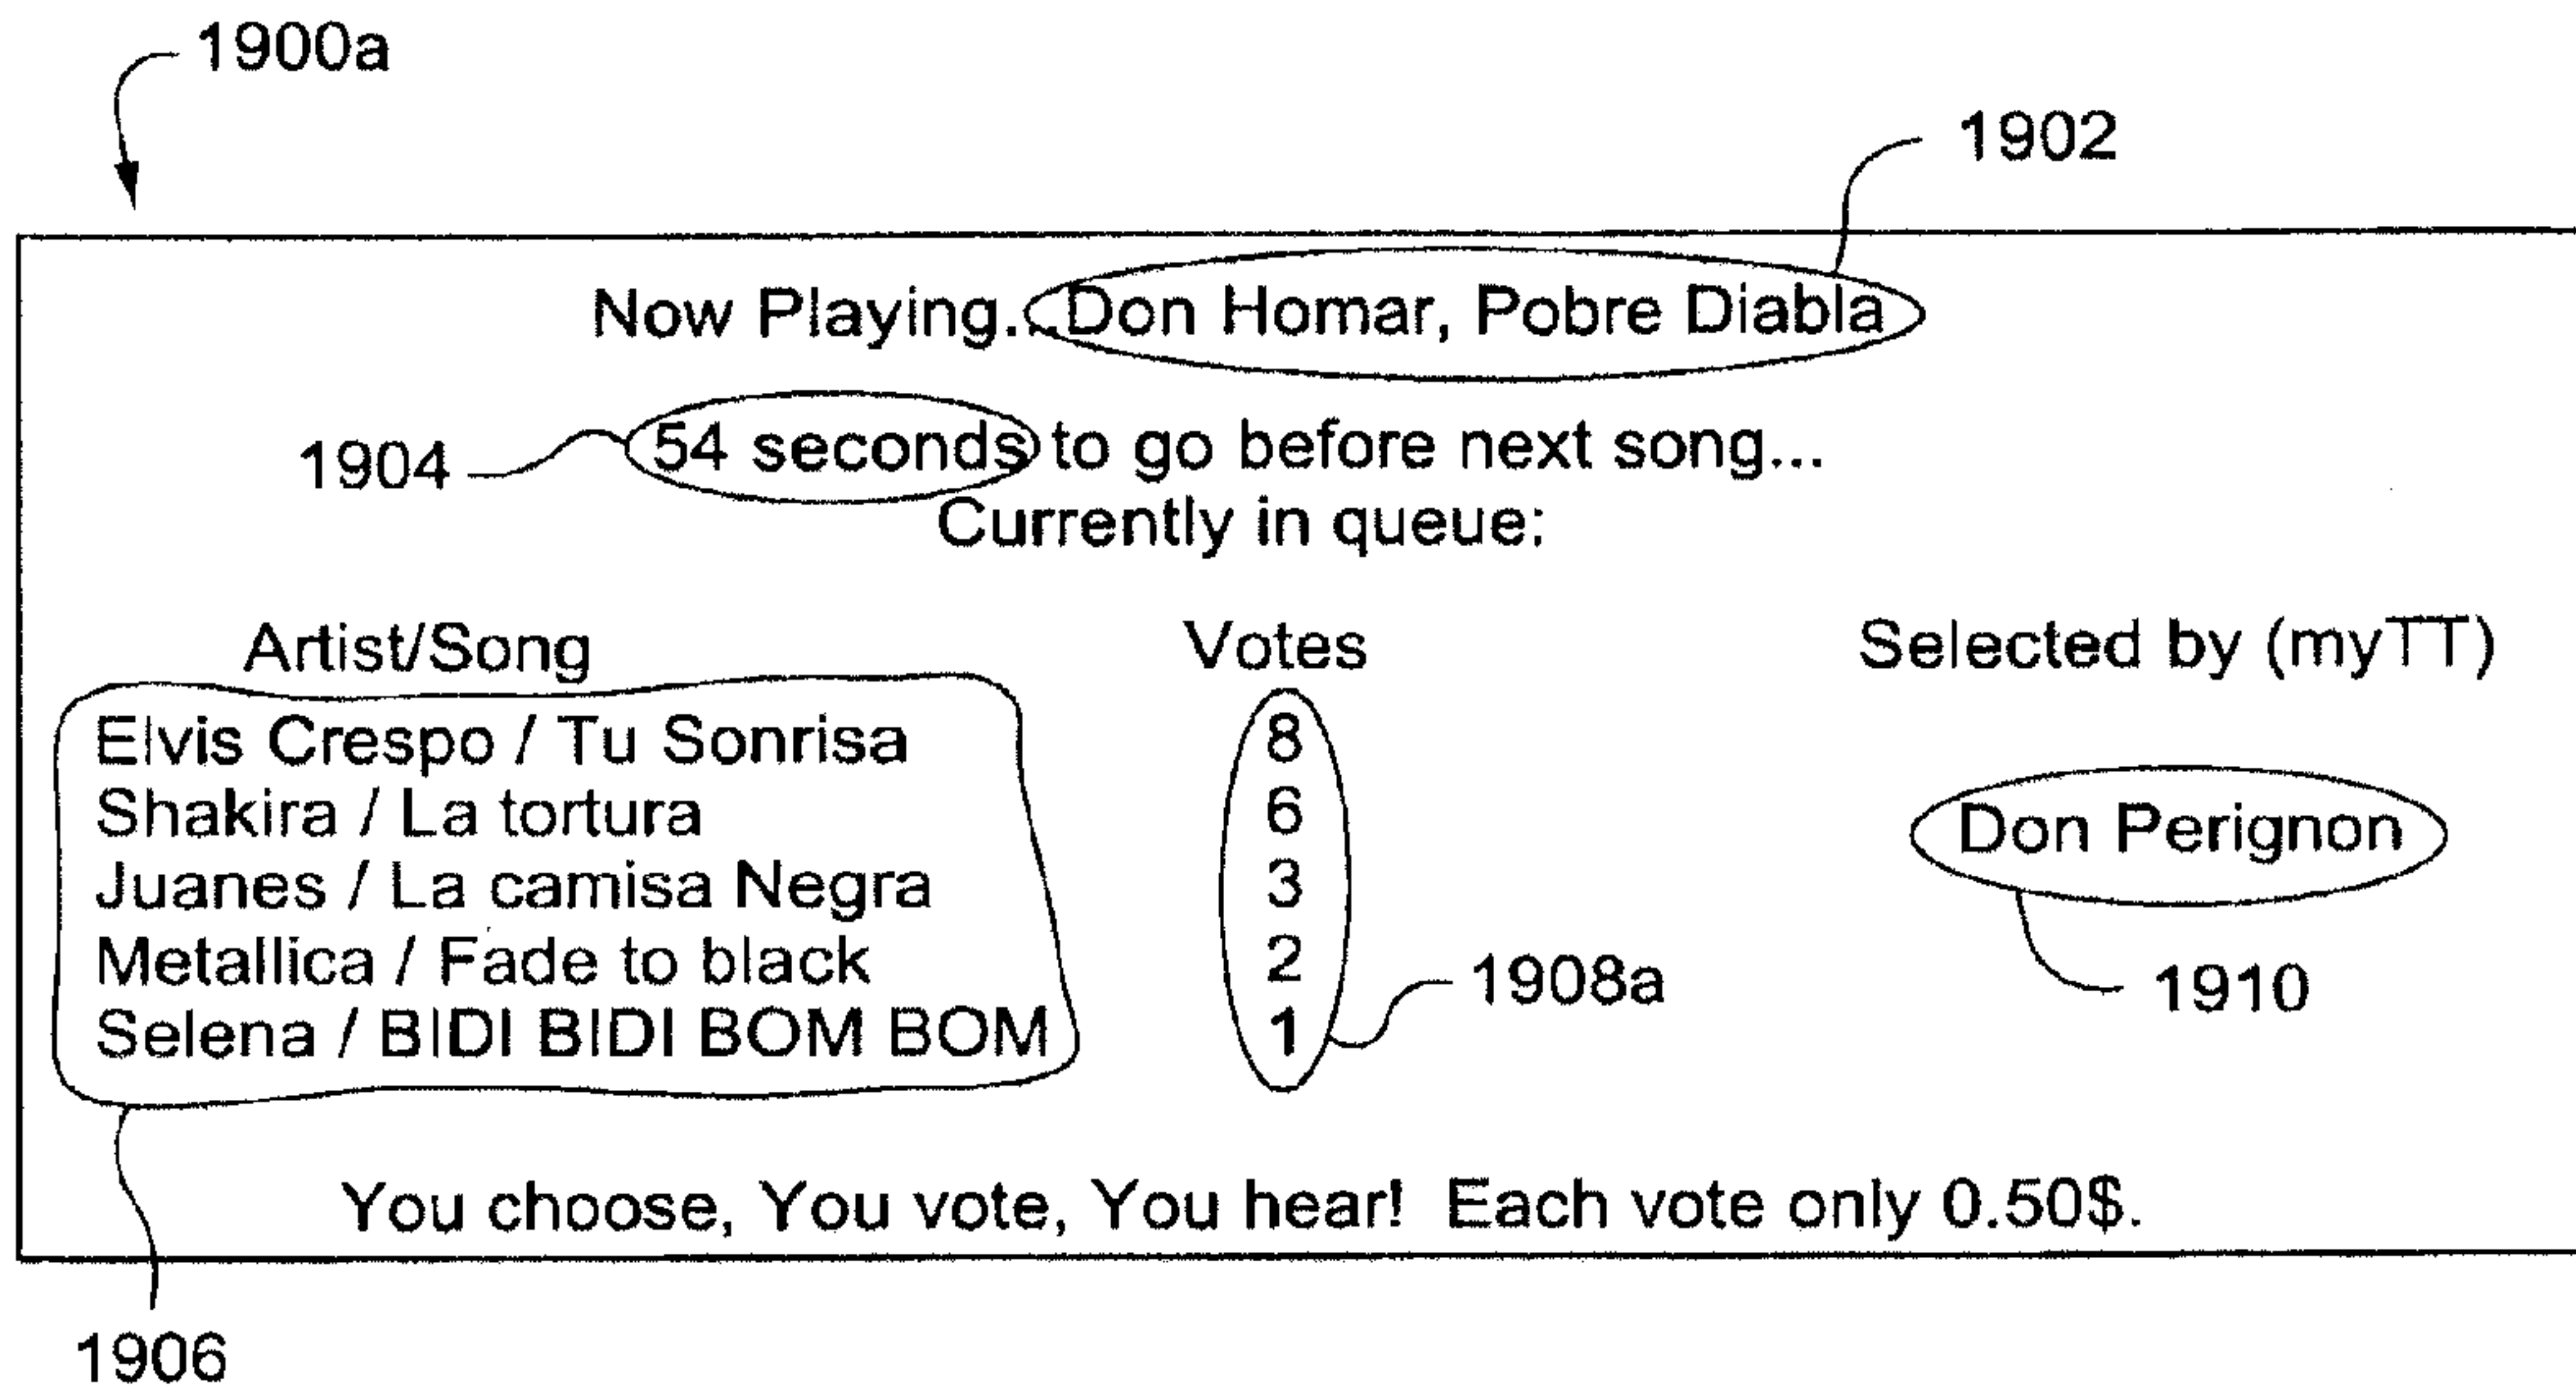 1900a
1902
Now Playing...Don Homar, Pobre Diabla
1904 54 seconds to go before next song...
Currently in queue:
Artist/Song Votes Selected by (myTT)
Elvis Crespo / Tu Sonrisa 8
Shakira / La tortura 6 Don Perignon
Juanes / La camisa Negra 3
Metallica / Fade to black 2 1908a 1910
Selena / BIDI BIDI BOM BOM 1
You choose, You vote, You hear! Each vote only 0.50$.
1906